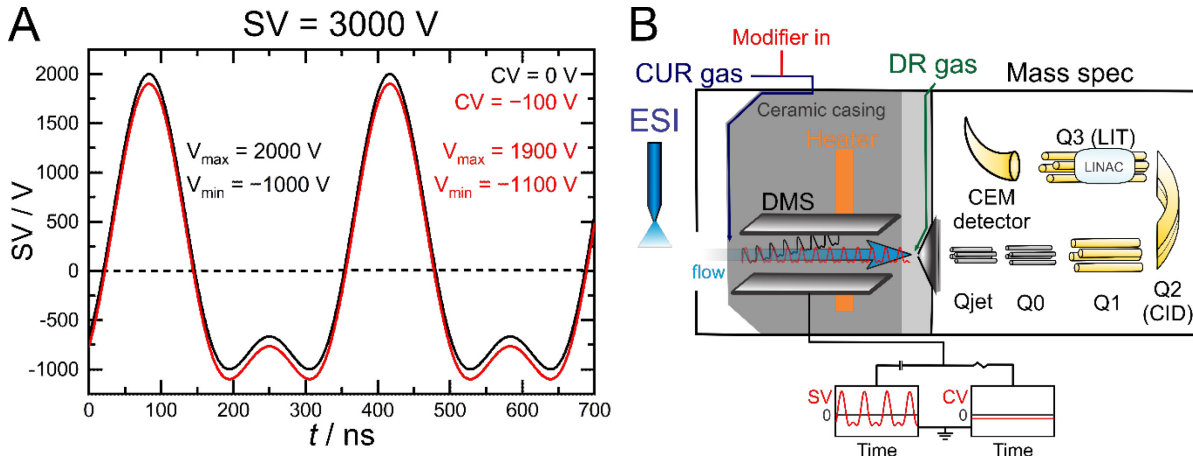 A
SV = 3000 V
SV / V
2000
1500
1000
500
0
-500
-1000
CV = 0 V
CV = −100 V
V_max = 2000 V
V_min = −1000 V
V_max = 1900 V
V_min = −1100 V
0 100 200 300 400 500 600 700
t / ns
B
Modifier in
CUR gas
DR gas
Mass spec
ESI
Ceramic casing
Heater
Q3 (LIT)
LINAC
DMS
CEM
detector
flow
Qjet
Q0
Q1
Q2
(CID)
SV
0
Time
CV
0
Time